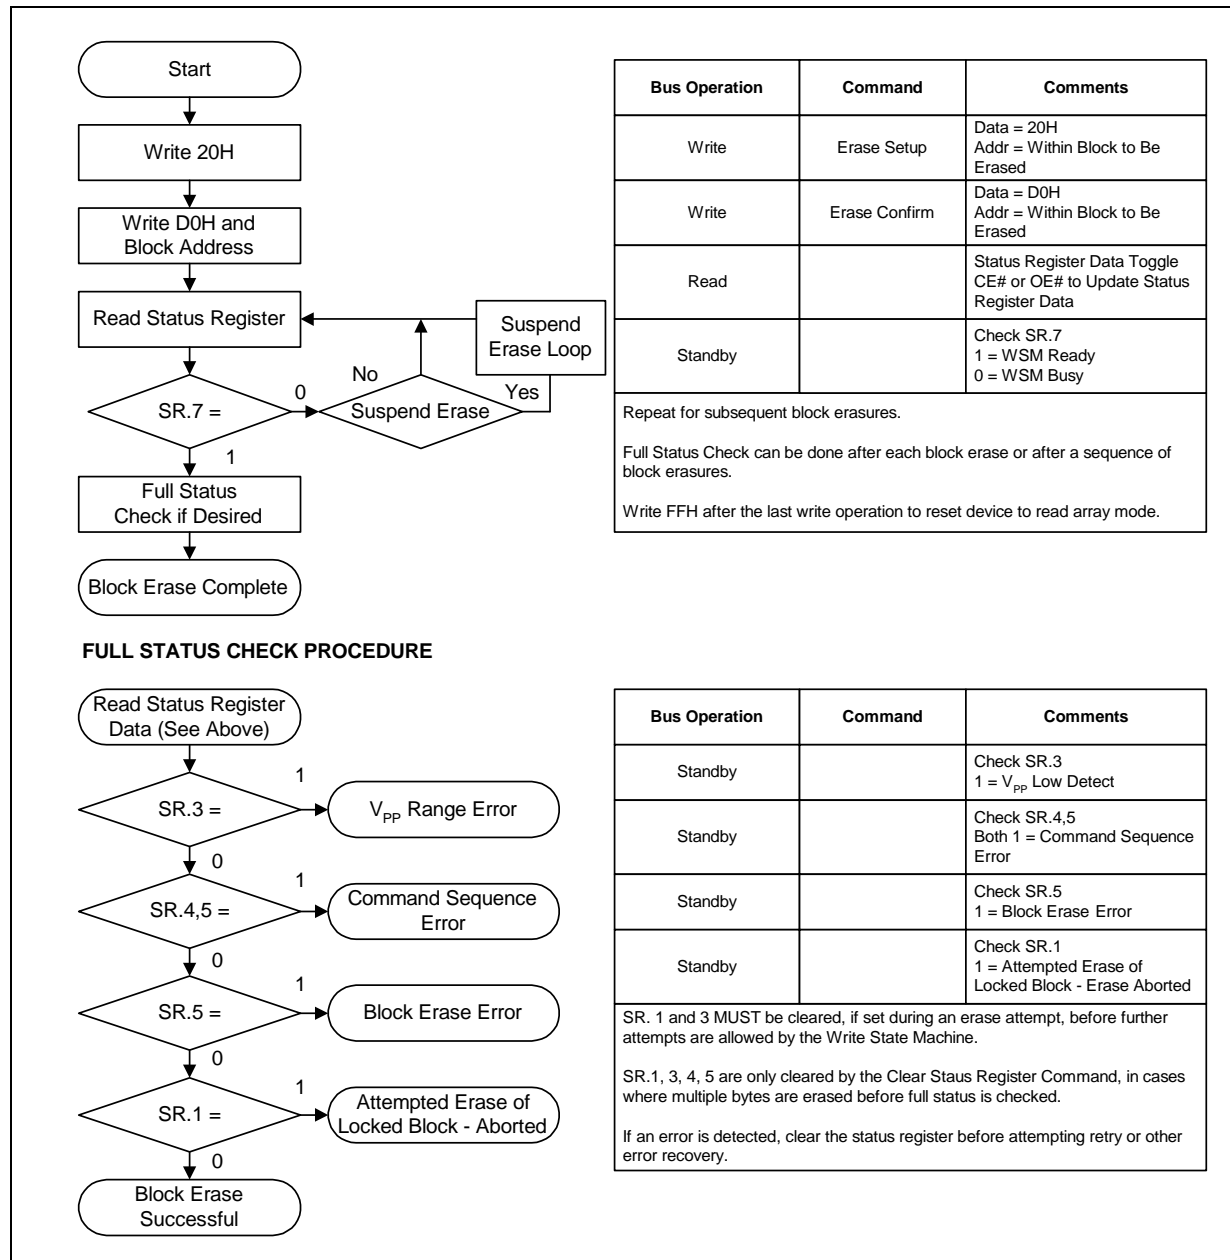 Start
Write 20H
Write D0H and
Block Address
Read Status Register
Suspend
Erase Loop
No
Yes
0
SR.7 =
Suspend Erase
1
Full Status
Check if Desired
Block Erase Complete
Bus Operation
Command
Comments
Write
Erase Setup
Data = 20H
Addr = Within Block to Be
Erased
Write
Erase Confirm
Data = D0H
Addr = Within Block to Be
Erased
Read
Status Register Data Toggle
CE# or OE# to Update Status
Register Data
Standby
Check SR.7
1 = WSM Ready
0 = WSM Busy
Repeat for subsequent block erasures.
Full Status Check can be done after each block erase or after a sequence of
block erasures.
Write FFH after the last write operation to reset device to read array mode.
FULL STATUS CHECK PROCEDURE
Read Status Register
Data (See Above)
1
SR.3 =
VPP Range Error
0
1
SR.4,5 =
Command Sequence
Error
0
1
SR.5 =
Block Erase Error
0
1
SR.1 =
Attempted Erase of
Locked Block - Aborted
0
Block Erase
Successful
Bus Operation
Command
Comments
Standby
Check SR.3
1 = VPP Low Detect
Standby
Check SR.4,5
Both 1 = Command Sequence
Error
Standby
Check SR.5
1 = Block Erase Error
Standby
Check SR.1
1 = Attempted Erase of
Locked Block - Erase Aborted
SR. 1 and 3 MUST be cleared, if set during an erase attempt, before further
attempts are allowed by the Write State Machine.
SR.1, 3, 4, 5 are only cleared by the Clear Staus Register Command, in cases
where multiple bytes are erased before full status is checked.
If an error is detected, clear the status register before attempting retry or other
error recovery.